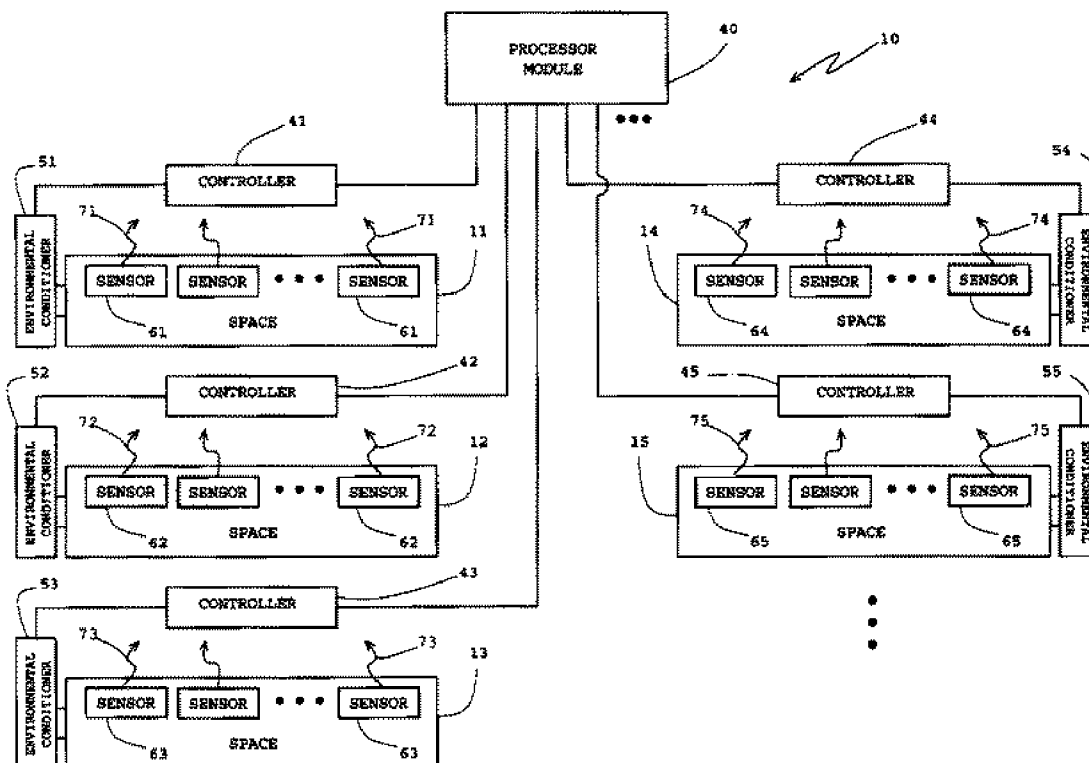 PROCESSOR
MODULE
40
10
41
CONTROLLER
51
ENVIRONMENTAL
CONDITIONER
71
71
11
SENSOR
SENSOR
•••
SENSOR
61
61
SPACE
•••
44
CONTROLLER
54
ENVIRONMENTAL
CONDITIONER
74
74
14
SENSOR
SENSOR
•••
SENSOR
64
64
SPACE
42
CONTROLLER
52
ENVIRONMENTAL
CONDITIONER
72
72
12
SENSOR
SENSOR
•••
SENSOR
62
62
SPACE
45
CONTROLLER
55
ENVIRONMENTAL
CONDITIONER
75
75
15
SENSOR
SENSOR
•••
SENSOR
65
65
SPACE
43
CONTROLLER
53
ENVIRONMENTAL
CONDITIONER
73
73
13
SENSOR
SENSOR
•••
SENSOR
63
63
SPACE